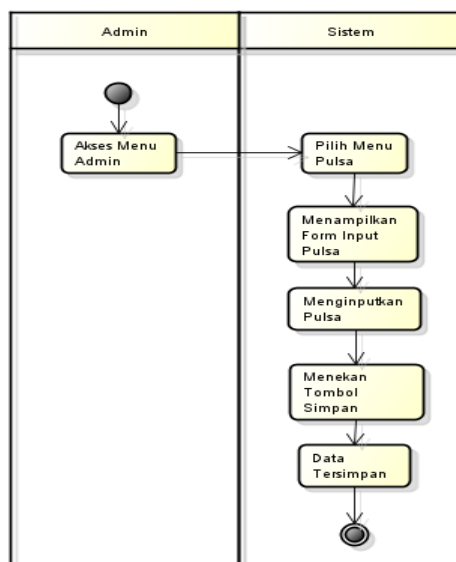 Admin
Sistem
Akses Menu
Admin
Pilih Menu
Pulsa
Menampilkan
Form Input
Pulsa
Menginputkan
Pulsa
Menekan
Tombol
Simpan
Data
Tersimpan